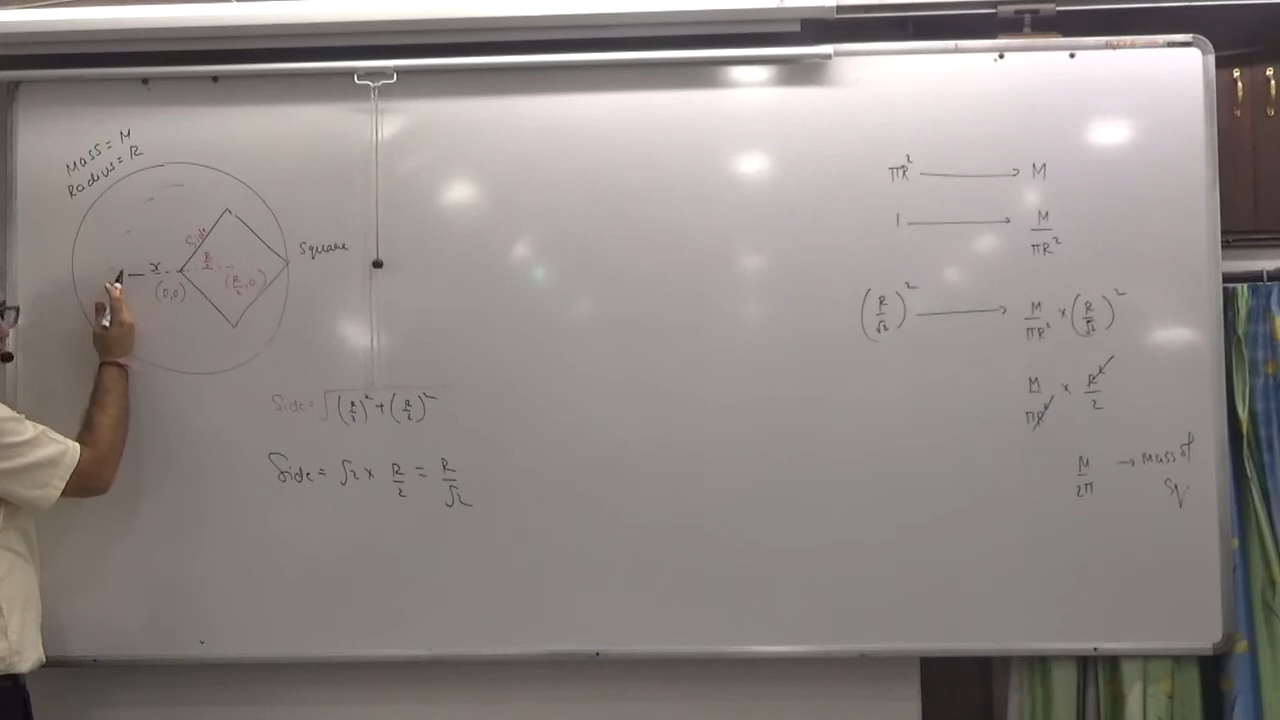 Mass = M
Radius = R
Side
R/2
x
(0,0)
(R/2, 0)
Square
Side = √((R/2)² + (R/2)²)
Side = √2 × R/2 = R/√2
πR² → M
1 → M/πR²
(R/√2)² → M/πR² × (R/√2)²
M/πR² × R²/2
M/2π → Mass of
Sq.